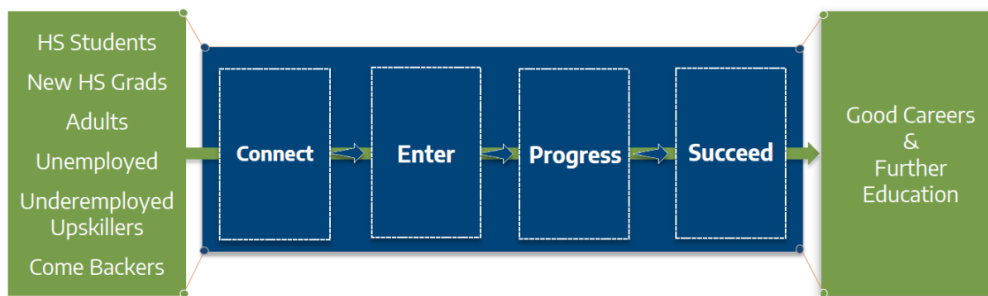 HS Students
New HS Grads
Adults
Unemployed
Underemployed
Upskillers
Come Backers
Connect
Enter
Progress
Succeed
Good Careers
&
Further
Education